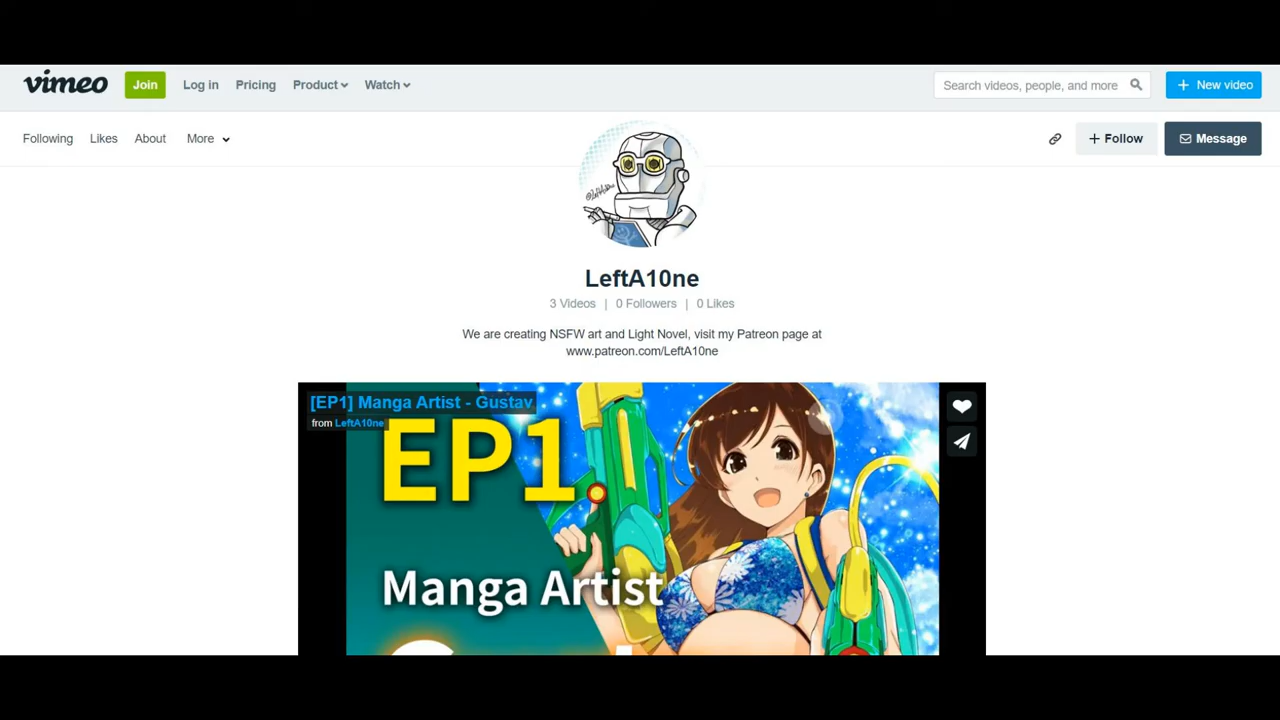 vimeo
Join
Log in
Pricing
Product
Watch
Search videos, people, and more
New video
Following
Likes
About
More
Follow
Message
LeftA10ne
3 Videos | 0 Followers | 0 Likes
We are creating NSFW art and Light Novel, visit my Patreon page at
www.patreon.com/LeftA10ne
[EP1] Manga Artist - Gustav
from LeftA10ne
EP1.
Manga Artist